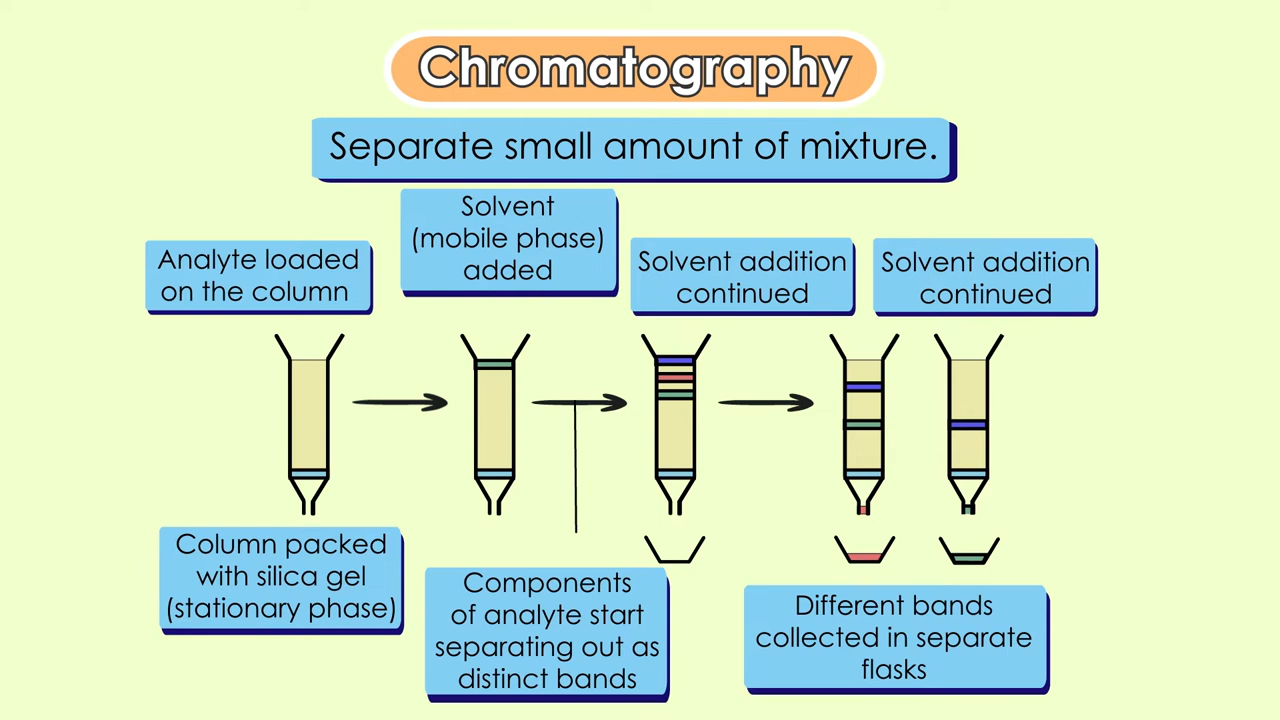 Chromatography
Separate small amount of mixture.
Analyte loaded
on the column
Solvent
(mobile phase)
added
Solvent addition
continued
Solvent addition
continued
Column packed
with silica gel
(stationary phase)
Components
of analyte start
separating out as
distinct bands
Different bands
collected in separate
flasks